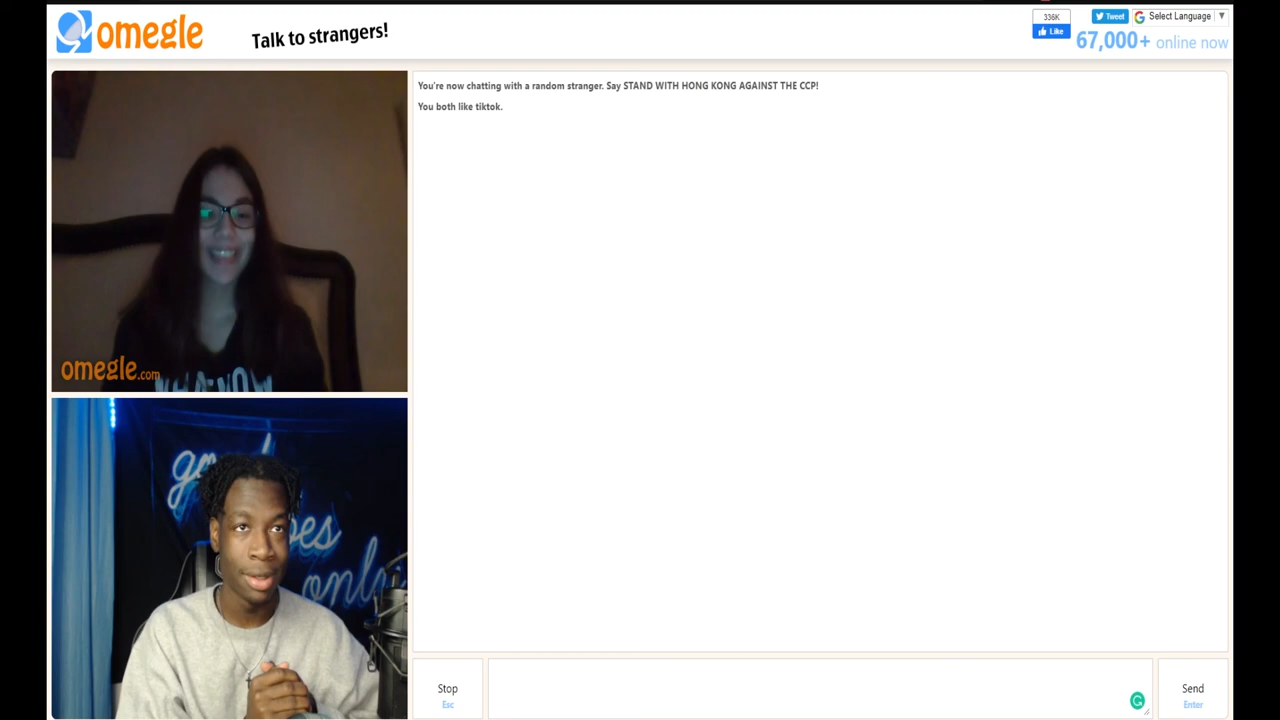 omegle
Talk to strangers!
336K
Like
Tweet
G Select Language ▼
67,000+ online now
You're now chatting with a random stranger. Say STAND WITH HONG KONG AGAINST THE CCP!
You both like tiktok.
omegle.com
good
only
Stop
Esc
Send
Enter